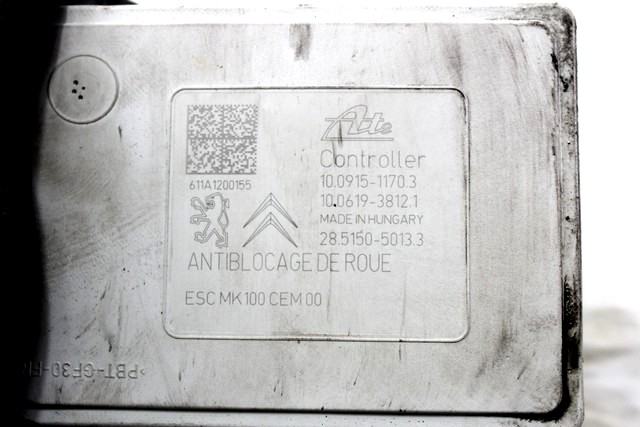 Ate
Controller
10.0915-1170.3
611A1200155
10.0619-3812.1
MADE IN HUNGARY
28.5150-5013.3
ANTIBLOCAGE DE ROUE
ESC MK100 CEM 00
>PBT-GF30-